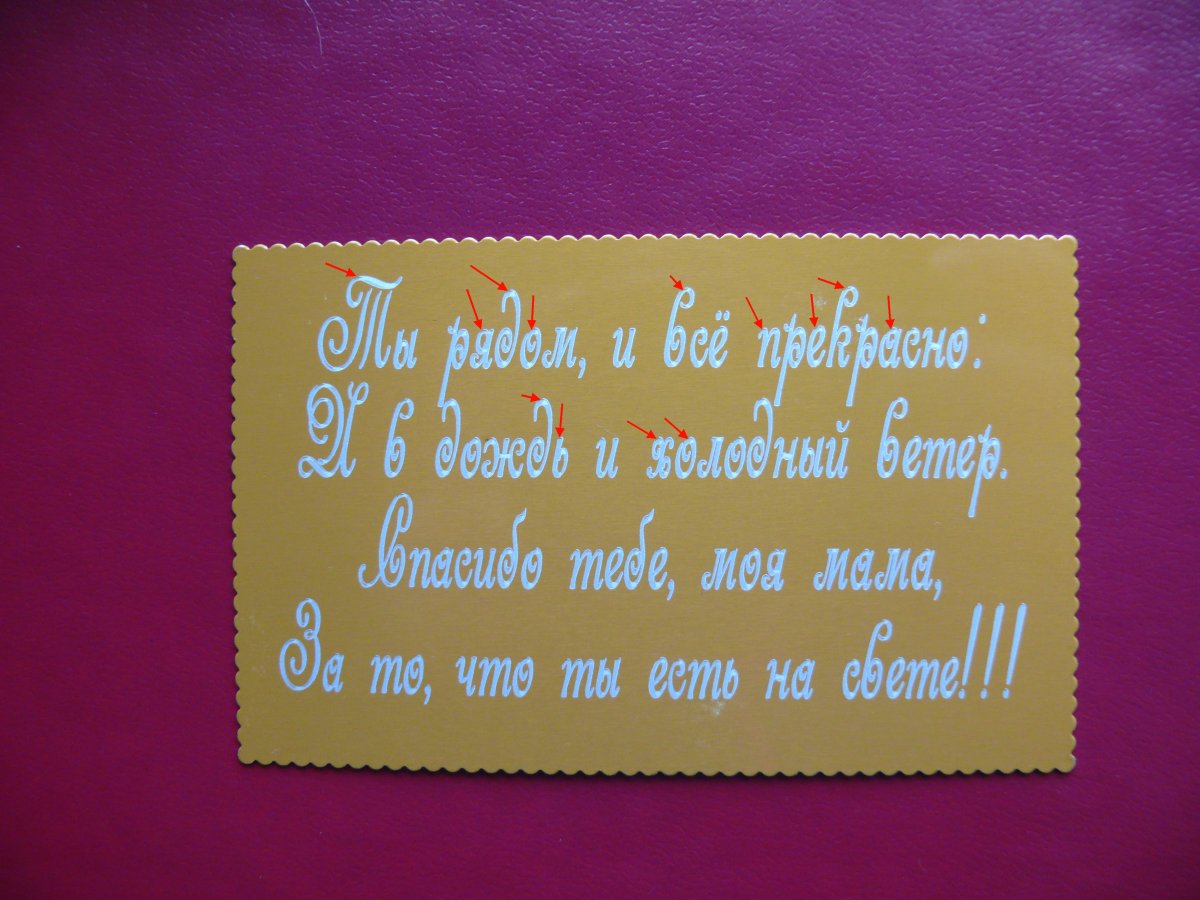 Ты рядом, и всё прекрасно:
И в дождь и холодный ветер.
Спасибо тебе, моя мама,
За то, что ты есть на свете!!!